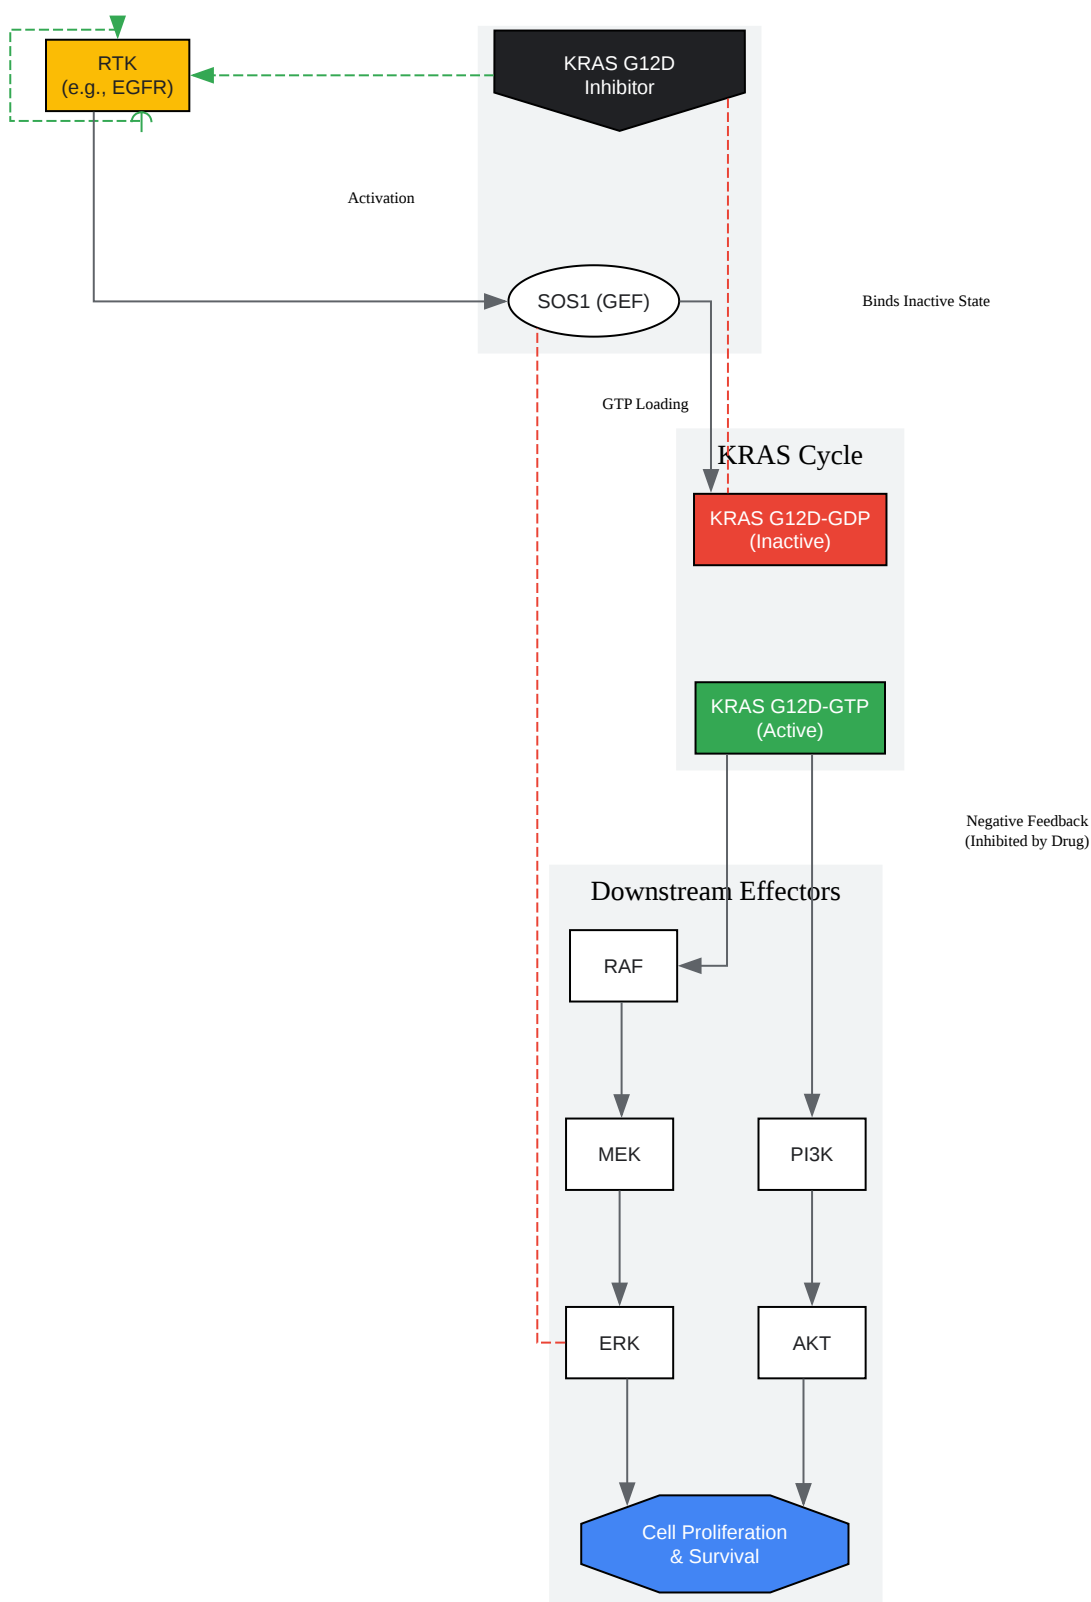 RTK
(e.g., EGFR)
KRAS G12D
Inhibitor
Activation
SOS1 (GEF)
Binds Inactive State
GTP Loading
KRAS Cycle
KRAS G12D-GDP
(Inactive)
KRAS G12D-GTP
(Active)
Negative Feedback
(Inhibited by Drug)
Downstream Effectors
RAF
MEK
PI3K
ERK
AKT
Cell Proliferation
& Survival